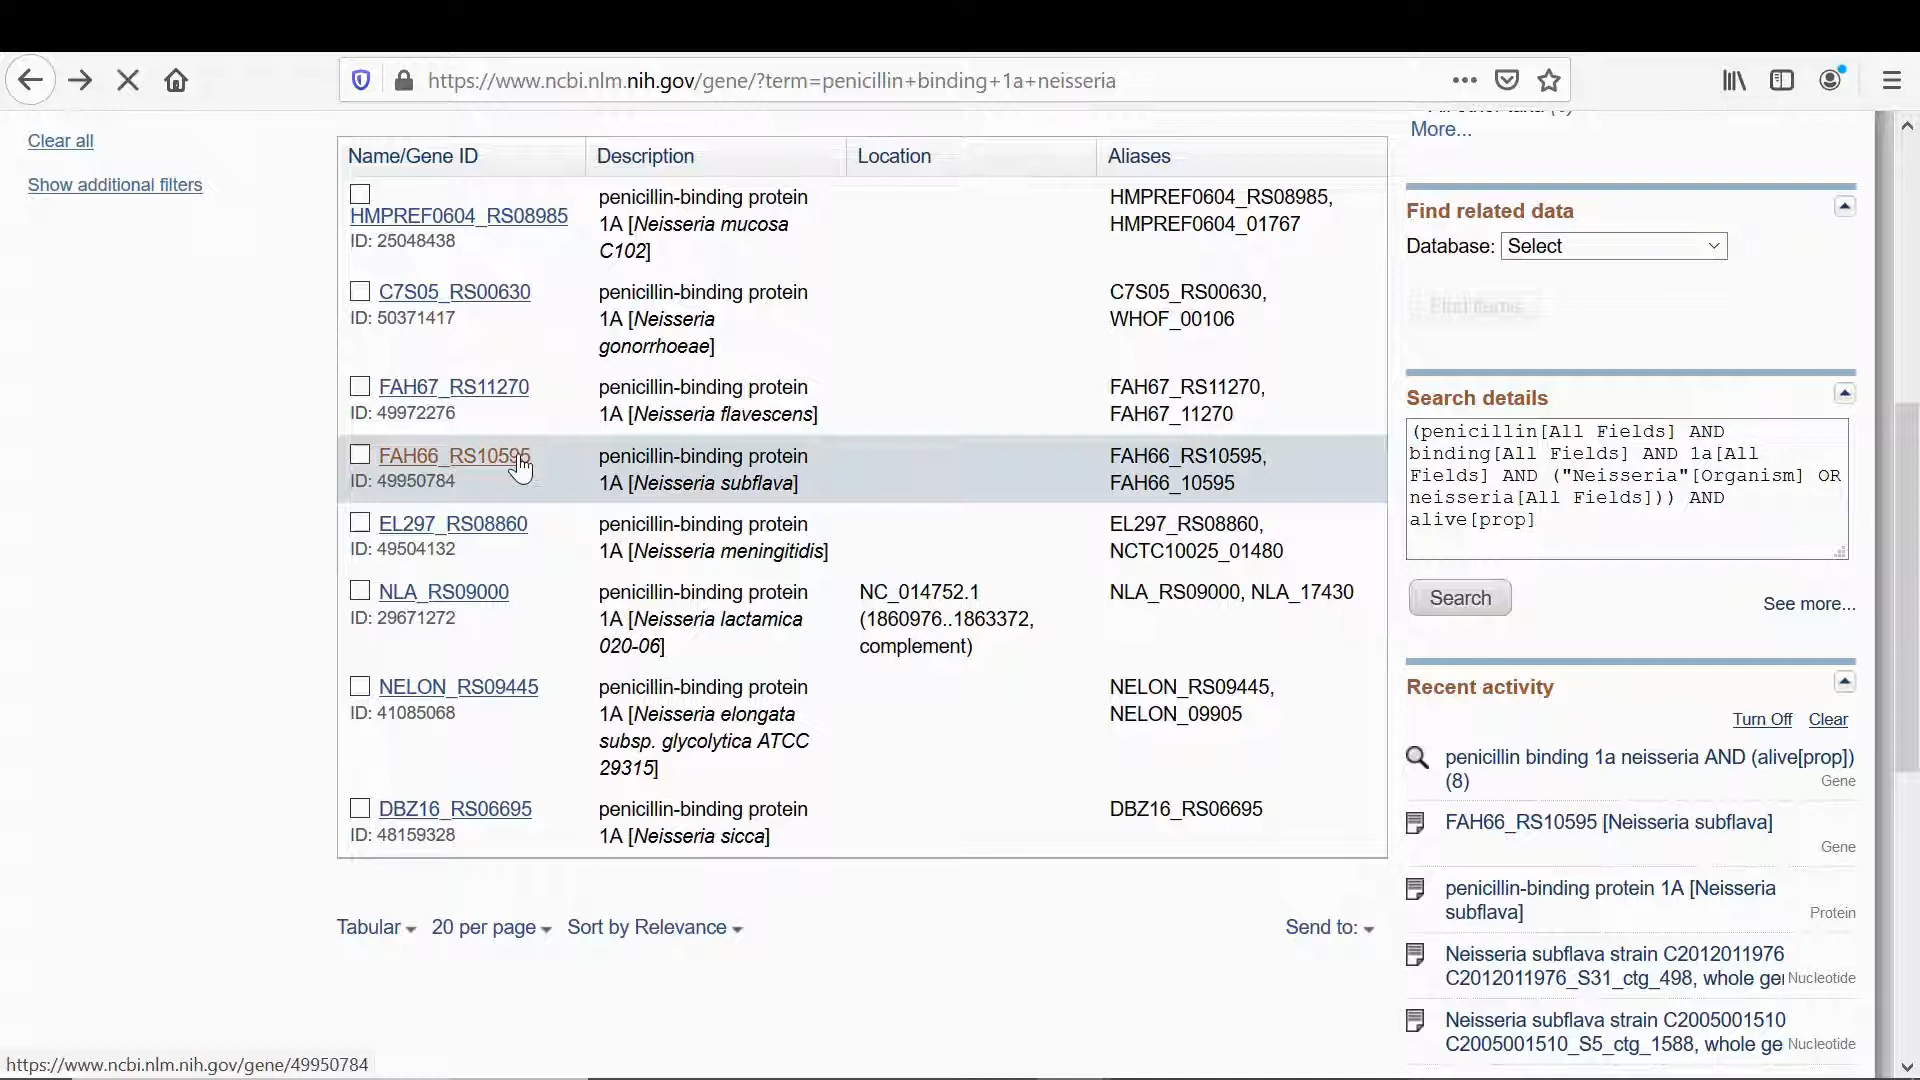 https://www.ncbi.nlm.nih.gov/gene/?term=penicillin+binding+1a+neisseria
Clear all
Show additional filters
Name/Gene ID Description Location Aliases
HMPREF0604_RS08985
ID: 25048438
penicillin-binding protein
1A [Neisseria mucosa
C102]
HMPREF0604_RS08985,
HMPREF0604_01767
C7S05_RS00630
ID: 50371417
penicillin-binding protein
1A [Neisseria
gonorrhoeae]
C7S05_RS00630,
WHOF_00106
FAH67_RS11270
ID: 49972276
penicillin-binding protein
1A [Neisseria flavescens]
FAH67_RS11270,
FAH67_11270
FAH66_RS10595
ID: 49950784
penicillin-binding protein
1A [Neisseria subflava]
FAH66_RS10595,
FAH66_10595
EL297_RS08860
ID: 49504132
penicillin-binding protein
1A [Neisseria meningitidis]
EL297_RS08860,
NCTC10025_01480
NLA_RS09000
ID: 29671272
penicillin-binding protein
1A [Neisseria lactamica
020-06]
NC_014752.1
(1860976..1863372,
complement)
NLA_RS09000, NLA_17430
NELON_RS09445
ID: 41085068
penicillin-binding protein
1A [Neisseria elongata
subsp. glycolytica ATCC
29315]
NELON_RS09445,
NELON_09905
DBZ16_RS06695
ID: 48159328
penicillin-binding protein
1A [Neisseria sicca]
DBZ16_RS06695
Tabular 20 per page Sort by Relevance Send to:
More...
Find related data
Database: Select
Find items
Search details
(penicillin[All Fields] AND
binding[All Fields] AND 1a[All
Fields] AND ("Neisseria"[Organism] OR
neisseria[All Fields])) AND
alive[prop]
Search
See more...
Recent activity
Turn Off Clear
penicillin binding 1a neisseria AND (alive[prop])
(8)
Gene
FAH66_RS10595 [Neisseria subflava]
Gene
penicillin-binding protein 1A [Neisseria
subflava]
Protein
Neisseria subflava strain C2012011976
C2012011976_S31_ctg_498, whole ge Nucleotide
Neisseria subflava strain C2005001510
C2005001510_S5_ctg_1588, whole ge Nucleotide
https://www.ncbi.nlm.nih.gov/gene/49950784